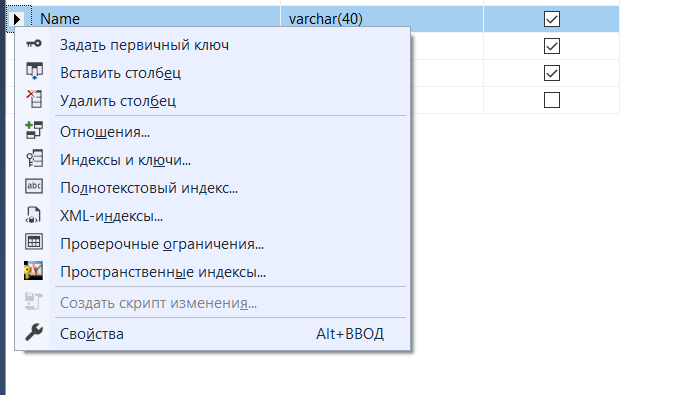 Name varchar(40)
Задать первичный ключ
Вставить столбец
Удалить столбец
Отношения...
Индексы и ключи...
abc Полнотекстовый индекс...
XML-индексы...
Проверочные ограничения...
Пространственные индексы...
Создать скрипт изменения...
Свойства Alt+ВВОД